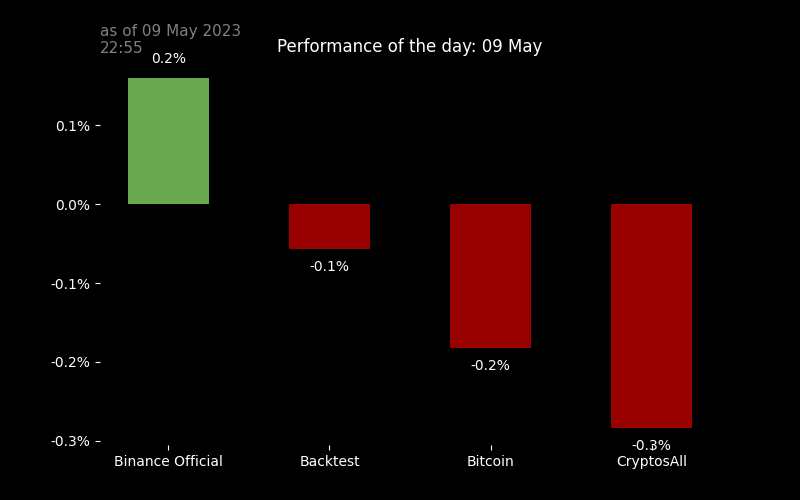 as of 09 May 2023
22:55
Performance of the day: 09 May
0.2%
0.1%
0.0%
-0.1%
-0.1%
-0.2%
-0.2%
-0.3%
-0.3%
Binance Official
Backtest
Bitcoin
CryptosAll